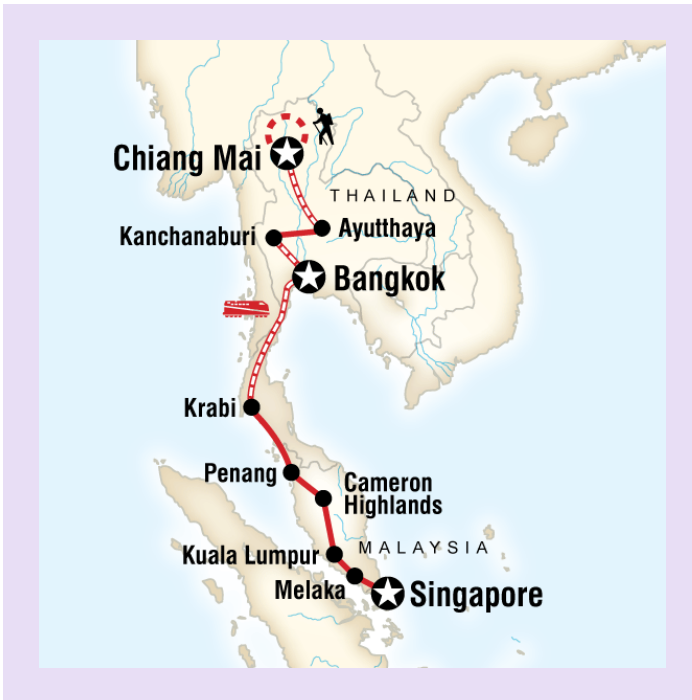 Chiang Mai
THAILAND
Kanchanaburi
Ayutthaya
Bangkok
Krabi
Penang
Cameron
Highlands
Kuala Lumpur
MALAYSIA
Melaka
Singapore